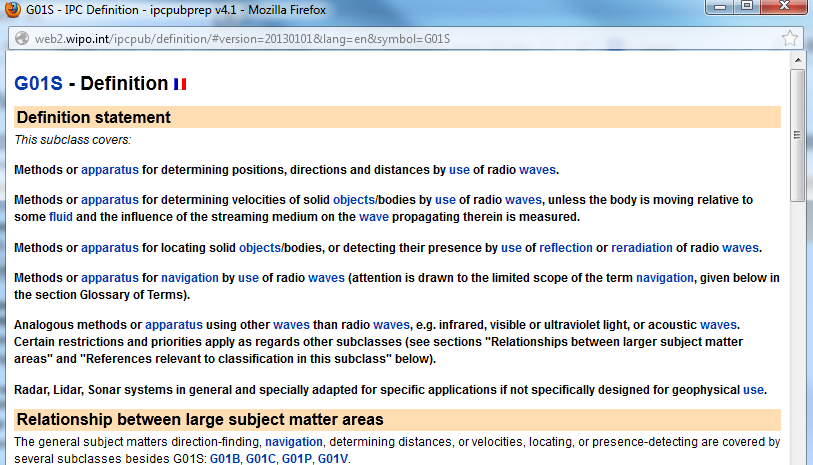 G01S - IPC Definition - ipcpubprep v4.1 - Mozilla Firefox
web2.wipo.int/ipcpub/definition/#version=20130101&lang=en&symbol=G01S
G01S - Definition
Definition statement
This subclass covers:
Methods or apparatus for determining positions, directions and distances by use of radio waves.
Methods or apparatus for determining velocities of solid objects/bodies by use of radio waves, unless the body is moving relative to
some fluid and the influence of the streaming medium on the wave propagating therein is measured.
Methods or apparatus for locating solid objects/bodies, or detecting their presence by use of reflection or reradiation of radio waves.
Methods or apparatus for navigation by use of radio waves (attention is drawn to the limited scope of the term navigation, given below in
the section Glossary of Terms).
Analogous methods or apparatus using other waves than radio waves, e.g. infrared, visible or ultraviolet light, or acoustic waves.
Certain restrictions and priorities apply as regards other subclasses (see sections "Relationships between larger subject matter
areas" and "References relevant to classification in this subclass" below).
Radar, Lidar, Sonar systems in general and specially adapted for specific applications if not specifically designed for geophysical use.
Relationship between large subject matter areas
The general subject matters direction-finding, navigation, determining distances, or velocities, locating, or presence-detecting are covered by
several subclasses besides G01S: G01B, G01C, G01P, G01V.